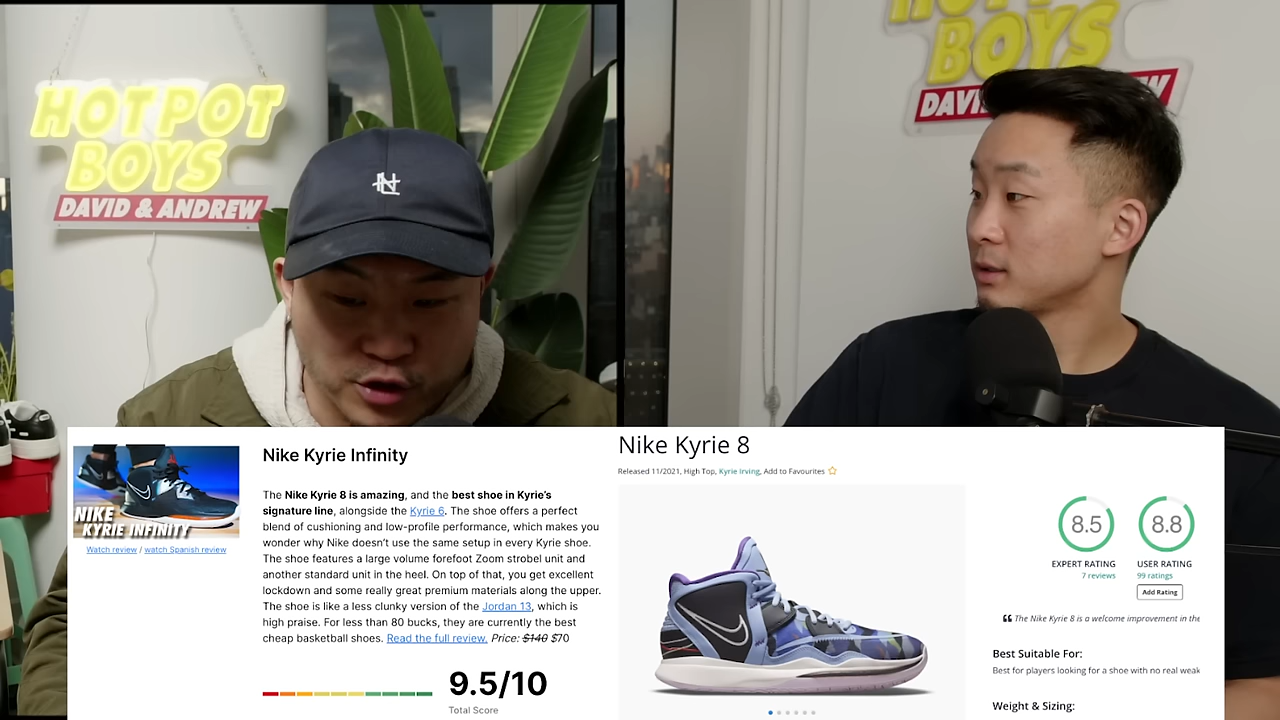 HOTPOT
BOYS
DAVID & ANDREW
BOYS
Nike Kyrie Infinity
NIKE
KYRIE INFINITY
Watch review / watch Spanish review
The Nike Kyrie 8 is amazing, and the best shoe in Kyrie's
signature line, alongside the Kyrie 6. The shoe offers a perfect
blend of cushioning and low-profile performance, which makes you
wonder why Nike doesn't use the same setup in every Kyrie shoe.
The shoe features a large volume forefoot Zoom strobel unit and
another standard unit in the heel. On top of that, you get excellent
lockdown and some really great premium materials along the upper.
The shoe is like a less clunky version of the Jordan 13, which is
high praise. For less than 80 bucks, they are currently the best
cheap basketball shoes. Read the full review. Price: $140 $70
9.5/10
Total Score
Nike Kyrie 8
Released 11/2021, High Top, Kyrie Irving, Add to Favourites
8.5
8.8
EXPERT RATING
USER RATING
7 reviews
99 ratings
Add Rating
The Nike Kyrie 8 is a welcome improvement in the
Best Suitable For:
Best for players looking for a shoe with no real weak
Weight & Sizing: